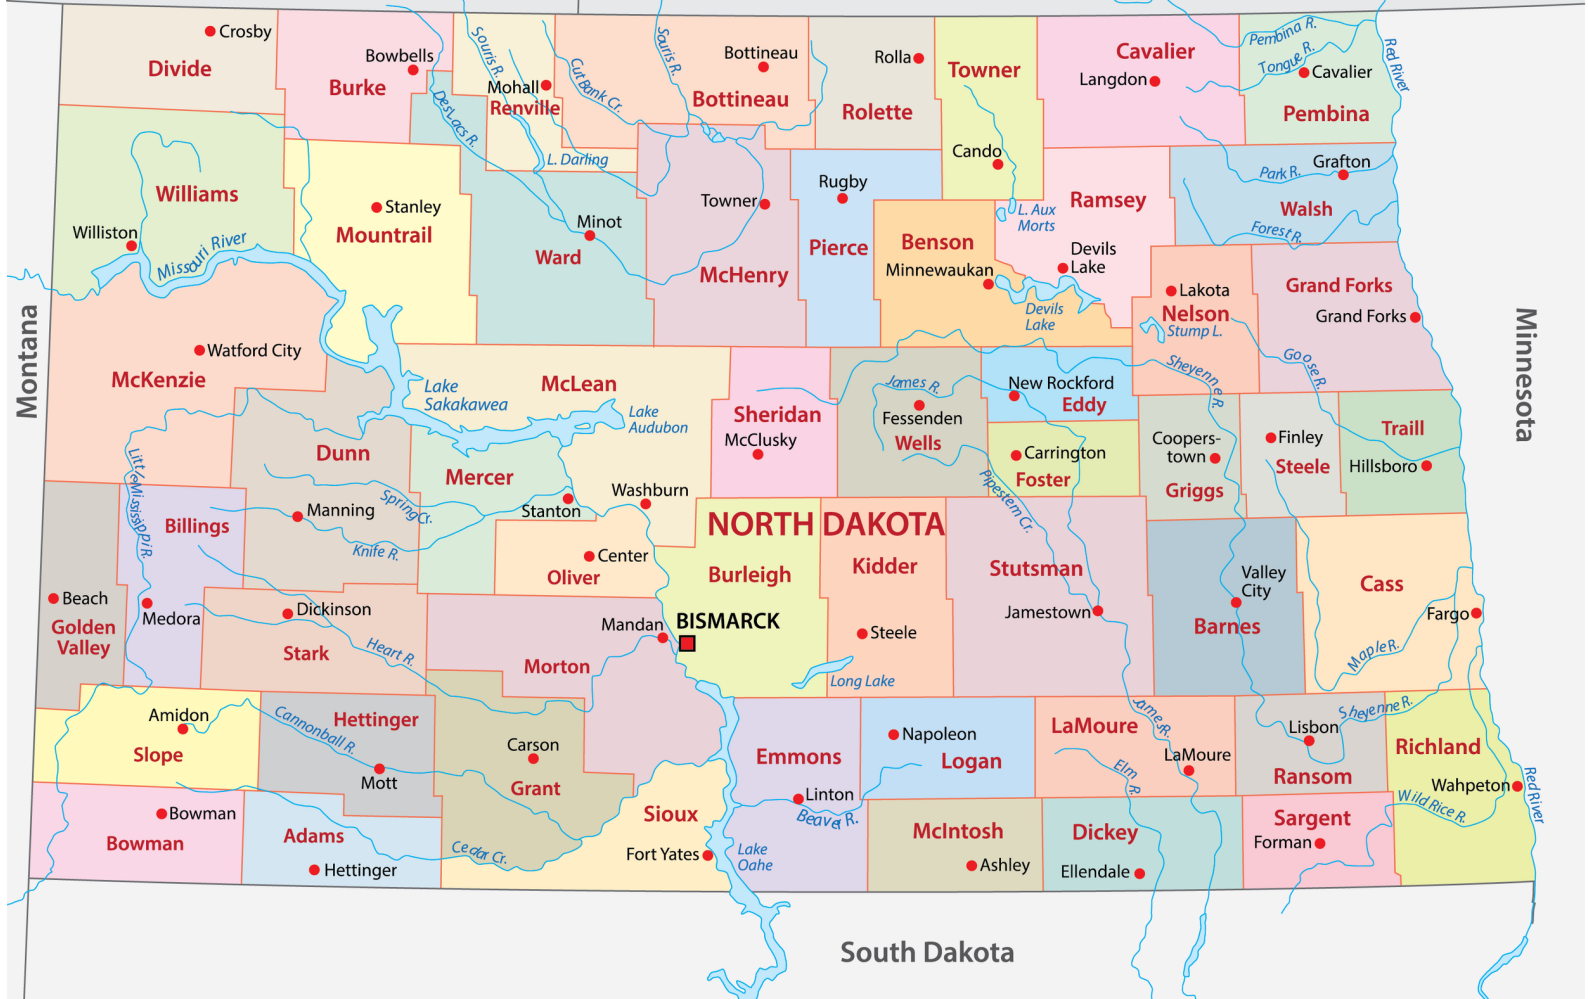 Crosby
Divide
Bowbells
Burke
Souris R.
Mohall
Renville
Cut Bank Cr.
Souris R.
Bottineau
Bottineau
Rolla
Rolette
Towner
Cavalier
Langdon
Pembina R.
Tongue R.
Cavalier
Pembina
Red River
Des Lacs R.
L. Darling
Williams
Williston
Missouri River
Stanley
Mountrail
Minot
Ward
Towner
McHenry
Rugby
Pierce
Cando
Benson
Minnewaukan
L. Aux
Morts
Ramsey
Devils
Lake
Devils
Lake
Grafton
Park R.
Walsh
Forest R.
Lakota
Nelson
Stump L.
Grand Forks
Grand Forks
Montana
Minnesota
Watford City
McKenzie
Lake
Sakakawea
McLean
Lake
Audubon
Sheridan
McClusky
James R.
Fessenden
Wells
New Rockford
Eddy
Sheyenne R.
Goose R.
Carrington
Foster
Coopers-
town
Griggs
Finley
Steele
Traill
Hillsboro
Little Mississippi R.
Dunn
Manning
Spring Cr.
Knife R.
Mercer
Stanton
Washburn
Pipestem Cr.
Billings
Center
Oliver
NORTH DAKOTA
Burleigh
Kidder
Stutsman
Jamestown
Valley
City
Barnes
Cass
Fargo
Maple R.
Beach
Golden
Valley
Medora
Dickinson
Stark
Heart R.
Mandan
BISMARCK
Morton
Steele
Long Lake
Amidon
Slope
Cannonball R.
Hettinger
Mott
Carson
Grant
Emmons
Linton
Beaver R.
Napoleon
Logan
LaMoure
James R.
LaMoure
Elm R.
Lisbon
Ransom
Sheyenne R.
Richland
Wahpeton
Red River
Wild Rice R.
Bowman
Bowman
Adams
Hettinger
Cedar Cr.
Sioux
Fort Yates
Lake
Oahe
McIntosh
Ashley
Dickey
Ellendale
Sargent
Forman
South Dakota